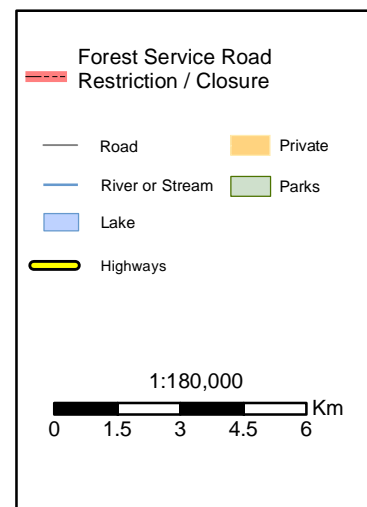 Forest Service Road
Restriction / Closure
Road
Private
River or Stream
Parks
Lake
Highways
1:180,000
Km
0 1.5 3 4.5 6